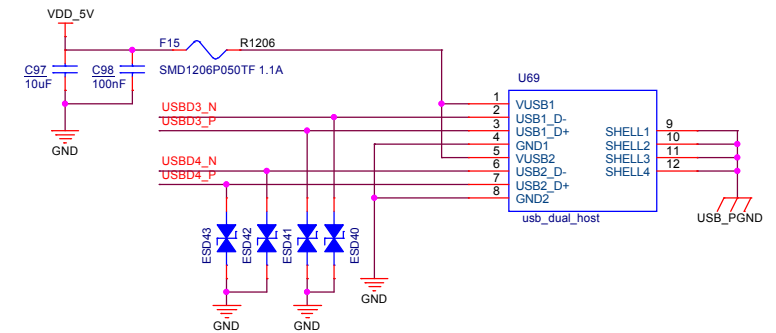 VDD_5V
F15 R1206
SMD1206P050TF 1.1A
C97 C98
10uF 100nF
GND
U69
USBD3_N
USBD3_P
USBD4_N
USBD4_P
1 VUSB1
2 USB1_D-
3 USB1_D+ SHELL1 9
4 GND1 SHELL2 10
5 VUSB2 SHELL3 11
6 USB2_D- SHELL4 12
7 USB2_D+
8 GND2
usb_dual_host
USB_PGND
ESD43 ESD42 ESD41 ESD40
GND
GND GND